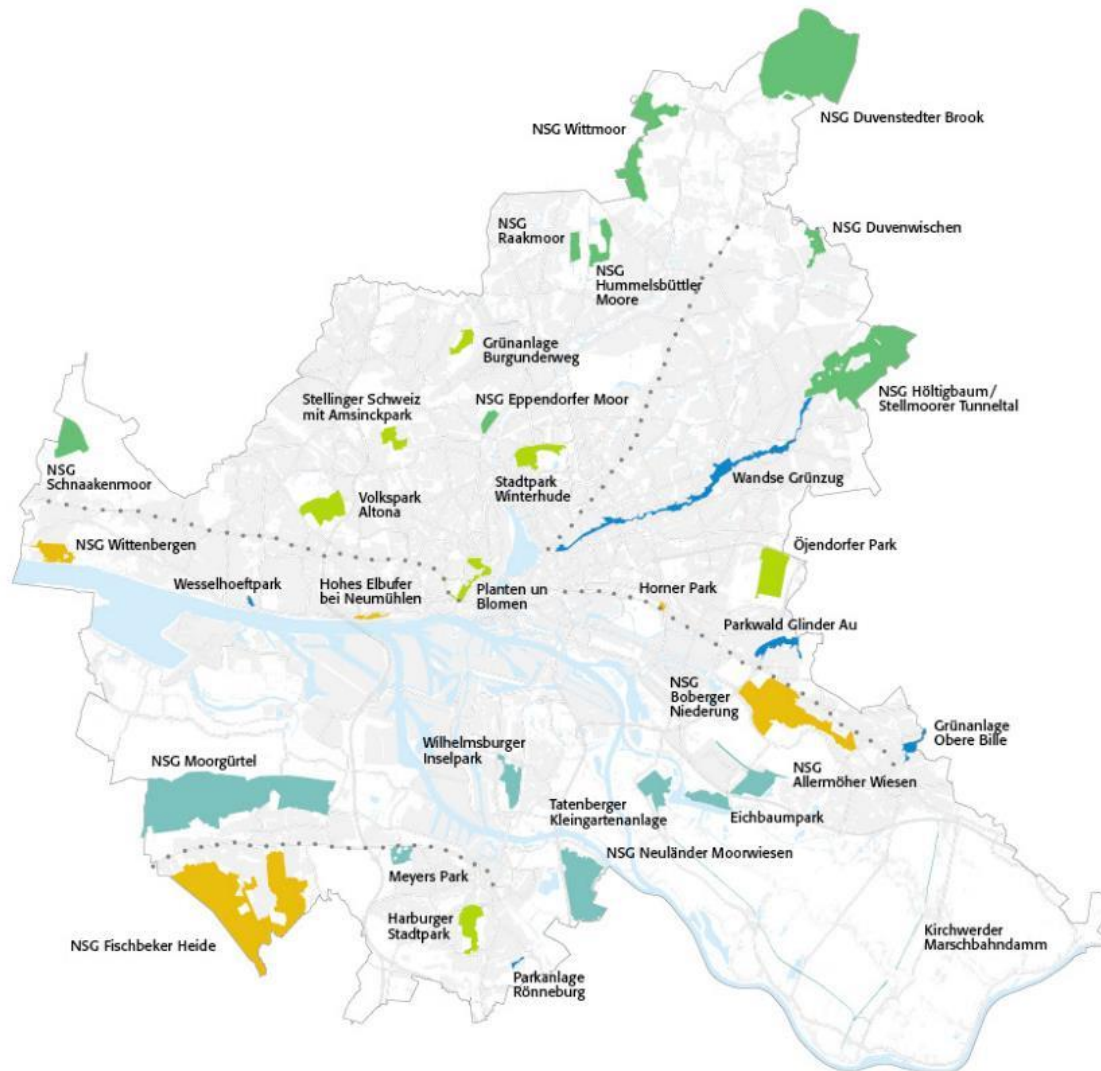 NSG Duvenstedter Brook
NSG Wittmoor
NSG
Raakmoor
NSG Duvenwischen
NSG
Hummelsbüttler
Moore
Grünanlage
Burgunderweg
NSG Höltigbaum/
Stellmoorer Tunneltal
Stellinger Schweiz
mit Amsinckpark
NSG Eppendorfer Moor
NSG
Schnaakenmoor
Stadtpark
Winterhude
Wandse Grünzug
Volkspark
Altona
NSG Wittenbergen
Öjendorfer Park
Wesselhoeftpark
Hohes Elbufer
bei Neumühlen
Planten un
Blomen
Horner Park
Parkwald Glinder Au
NSG
Boberger
Niederung
Grünanlage
Obere Bille
NSG Moorgürtel
Wilhelmsburger
Inselpark
NSG
Allermöher Wiesen
Tatenberger
Kleingartenanlage
Eichbaumpark
NSG Neuländer Moorwiesen
Meyers Park
Harburger
Stadtpark
NSG Fischbeker Heide
Kirchwerder
Marschbahndamm
Parkanlage
Rönneburg